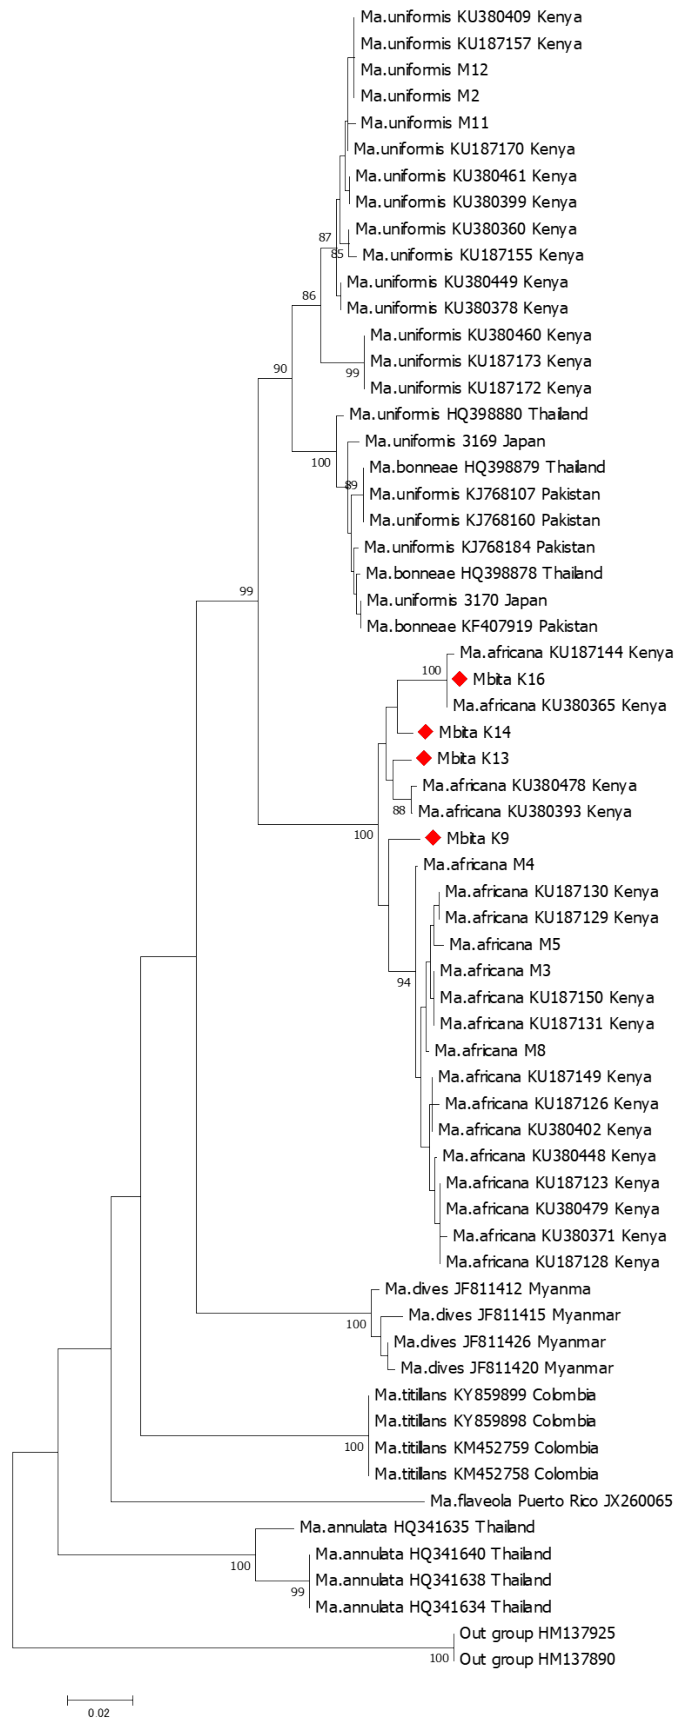 Ma.uniformis KU380409 Kenya
Ma.uniformis KU187157 Kenya
Ma.uniformis M12
Ma.uniformis M2
Ma.uniformis M11
Ma.uniformis KU187170 Kenya
Ma.uniformis KU380461 Kenya
Ma.uniformis KU380399 Kenya
Ma.uniformis KU380360 Kenya
87
85
Ma.uniformis KU187155 Kenya
Ma.uniformis KU380449 Kenya
86
Ma.uniformis KU380378 Kenya
Ma.uniformis KU380460 Kenya
Ma.uniformis KU187173 Kenya
90
99
Ma.uniformis KU187172 Kenya
Ma.uniformis HQ398880 Thailand
Ma.uniformis 3169 Japan
100
Ma.bonneae HQ398879 Thailand
89
Ma.uniformis KJ768107 Pakistan
Ma.uniformis KJ768160 Pakistan
Ma.uniformis KJ768184 Pakistan
Ma.bonneae HQ398878 Thailand
99
Ma.uniformis 3170 Japan
Ma.bonneae KF407919 Pakistan
Ma.africana KU187144 Kenya
100
Mbita K16
Ma.africana KU380365 Kenya
Mbita K14
Mbita K13
Ma.africana KU380478 Kenya
88
Ma.africana KU380393 Kenya
100
Mbita K9
Ma.africana M4
Ma.africana KU187130 Kenya
Ma.africana KU187129 Kenya
Ma.africana M5
Ma.africana M3
94
Ma.africana KU187150 Kenya
Ma.africana KU187131 Kenya
Ma.africana M8
Ma.africana KU187149 Kenya
Ma.africana KU187126 Kenya
Ma.africana KU380402 Kenya
Ma.africana KU380448 Kenya
Ma.africana KU187123 Kenya
Ma.africana KU380479 Kenya
Ma.africana KU380371 Kenya
Ma.africana KU187128 Kenya
Ma.dives JF811412 Myanma
Ma.dives JF811415 Myanmar
100
Ma.dives JF811426 Myanmar
Ma.dives JF811420 Myanmar
Ma.titillans KY859899 Colombia
Ma.titillans KY859898 Colombia
100
Ma.titillans KM452759 Colombia
Ma.titillans KM452758 Colombia
Ma.flaveola Puerto Rico JX260065
Ma.annulata HQ341635 Thailand
Ma.annulata HQ341640 Thailand
100
Ma.annulata HQ341638 Thailand
99
Ma.annulata HQ341634 Thailand
Out group HM137925
100
Out group HM137890
0.02